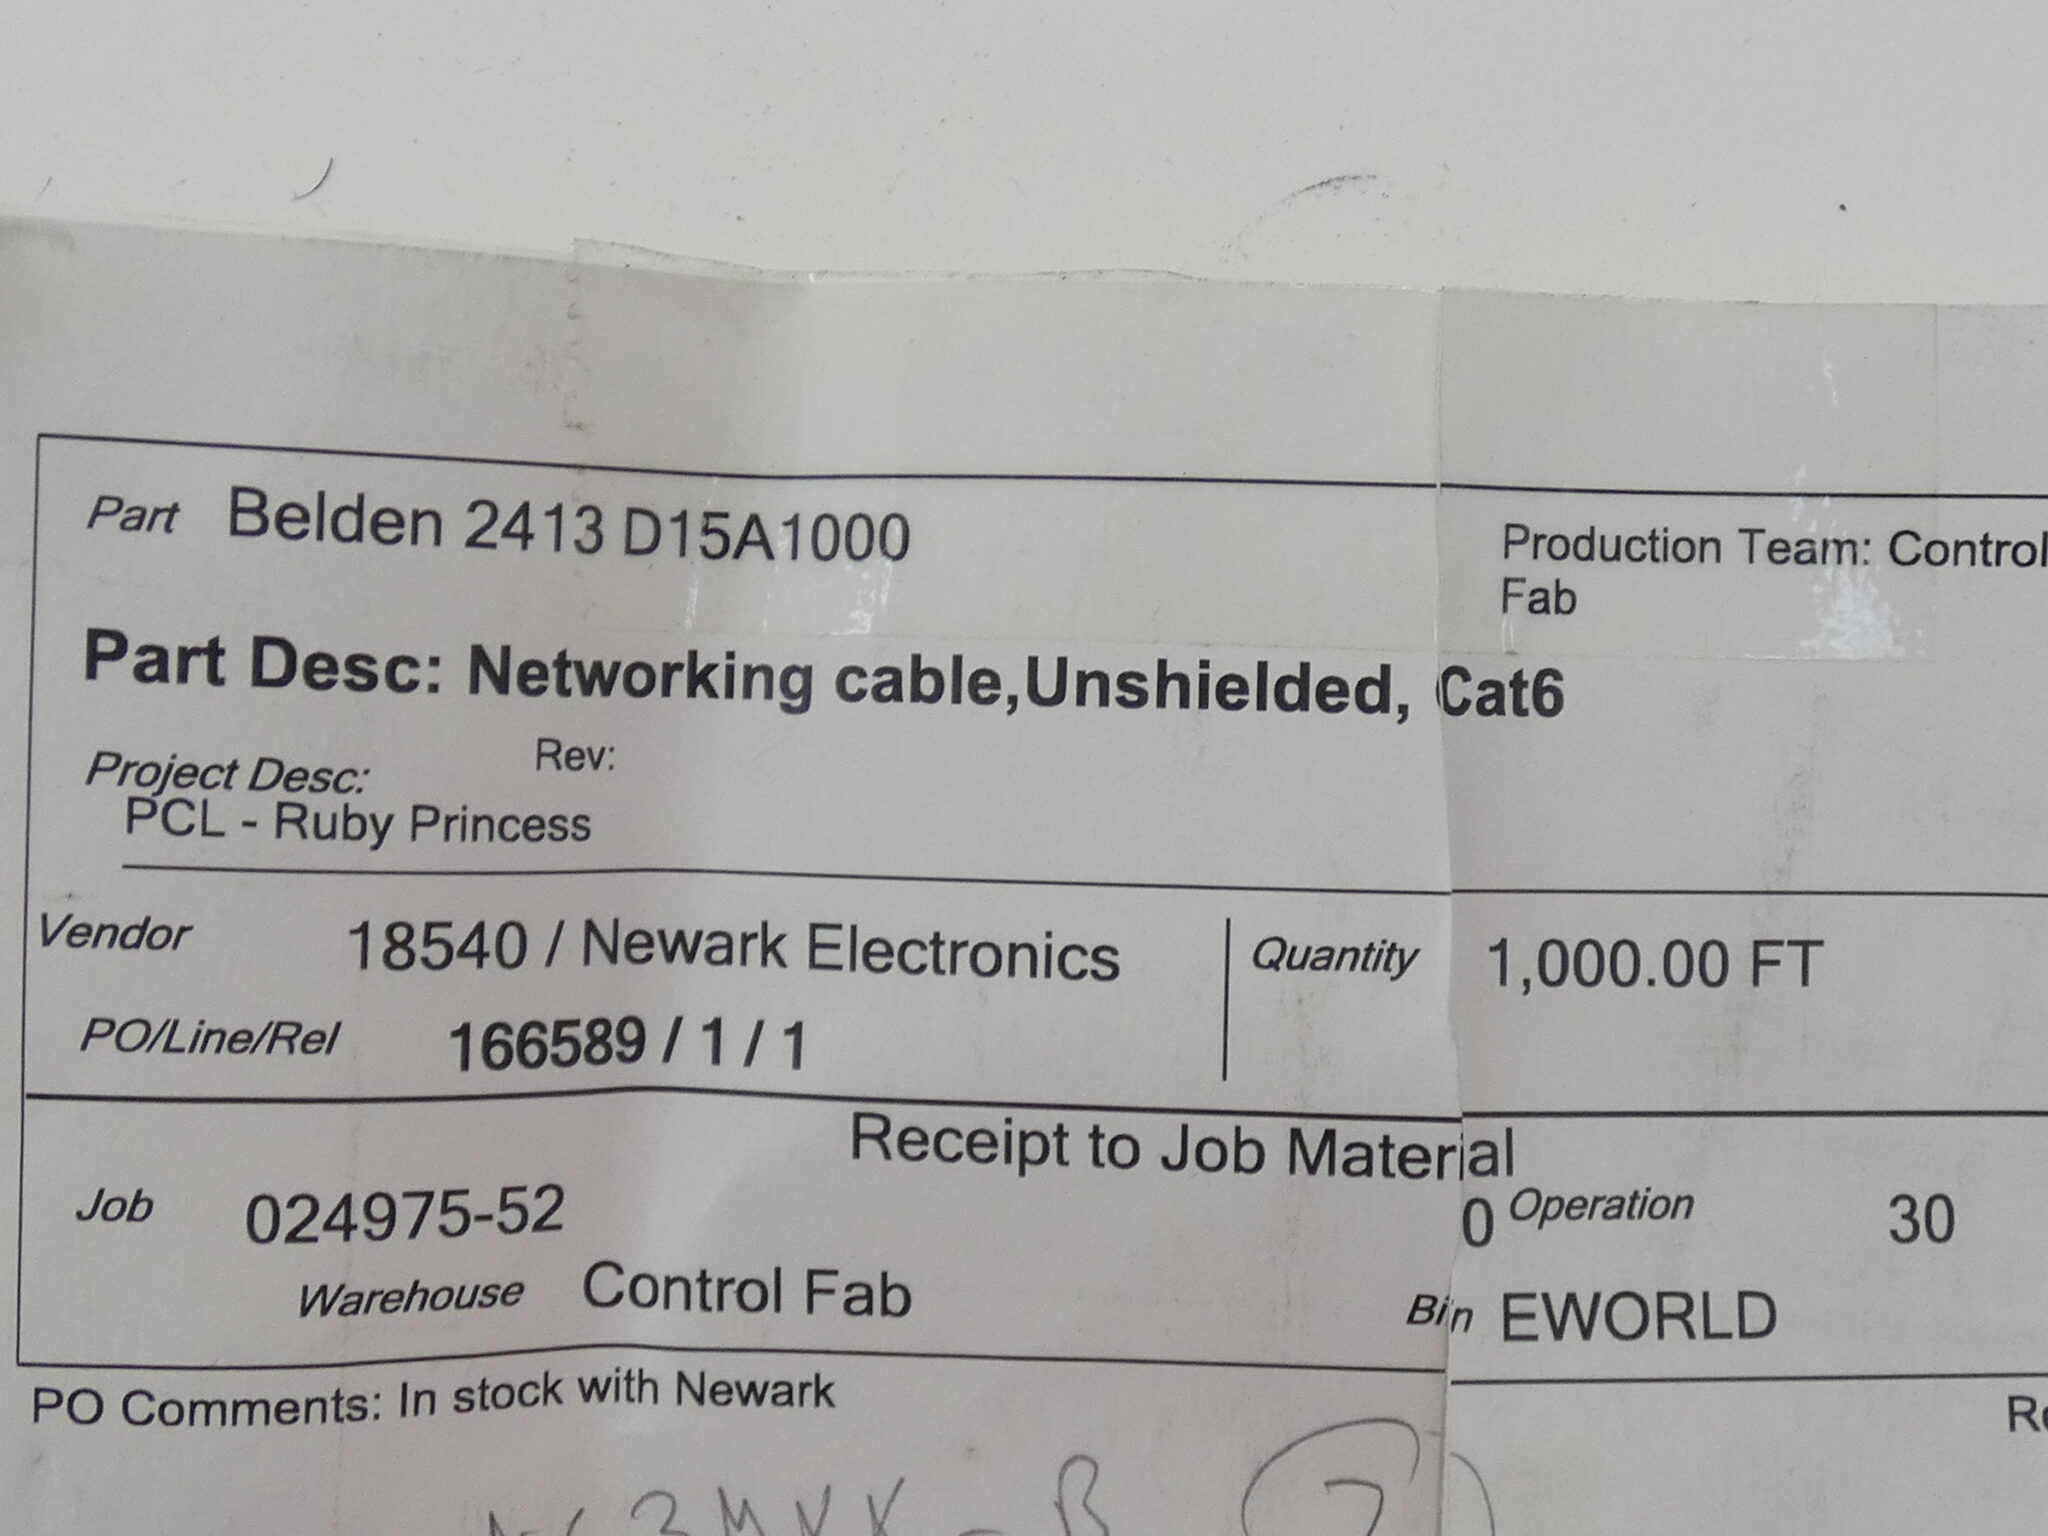 Part Belden 2413 D15A1000
Production Team: Control
Fab
Part Desc: Networking cable,Unshielded, Cat6
Rev:
Project Desc:
PCL - Ruby Princess
Vendor 18540 / Newark Electronics Quantity 1,000.00 FT
PO/Line/Rel 166589 / 1 / 1
Receipt to Job Material
Job 024975-52 0 Operation 30
Warehouse Control Fab Bin EWORLD
PO Comments: In stock with Newark